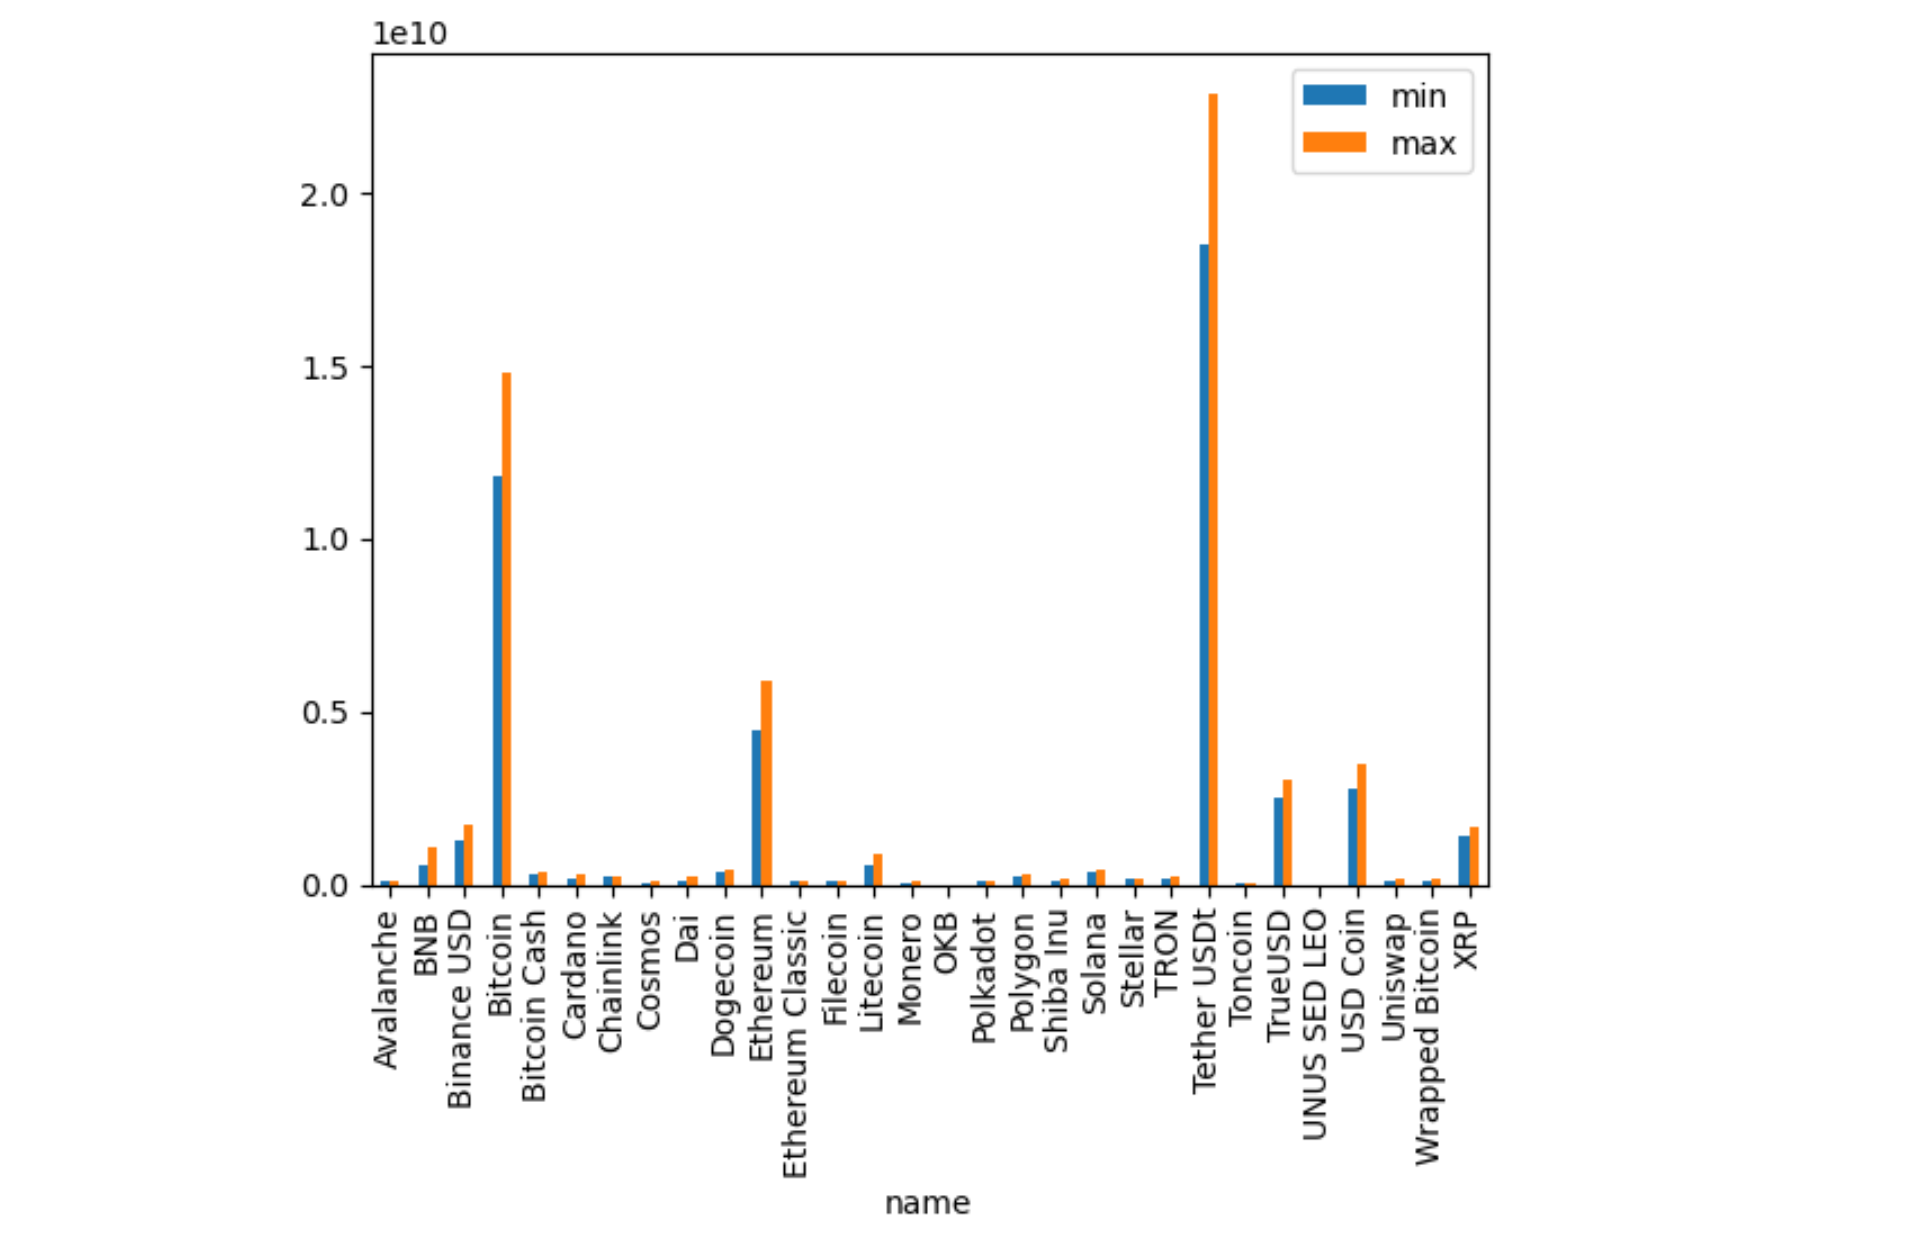 1e10
min
max
2.0
1.5
1.0
0.5
0.0
Avalanche
BNB
Binance USD
Bitcoin
Bitcoin Cash
Cardano
Chainlink
Cosmos
Dai
Dogecoin
Ethereum
Ethereum Classic
Filecoin
Litecoin
Monero
OKB
Polkadot
Polygon
Shiba Inu
Solana
Stellar
TRON
Tether USDt
Toncoin
TrueUSD
UNUS SED LEO
USD Coin
Uniswap
Wrapped Bitcoin
XRP
name